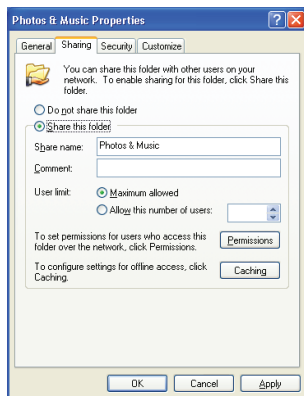 Photos & Music Properties
General Sharing Security Customize
You can share this folder with other users on your
network. To enable sharing for this folder, click Share this
folder.
Do not share this folder
Share this folder
Share name: Photos & Music
Comment:
User limit: Maximum allowed
Allow this number of users:
To set permissions for users who access this
folder over the network, click Permissions.
Permissions
To configure settings for offline access, click
Caching.
Caching
OK Cancel Apply